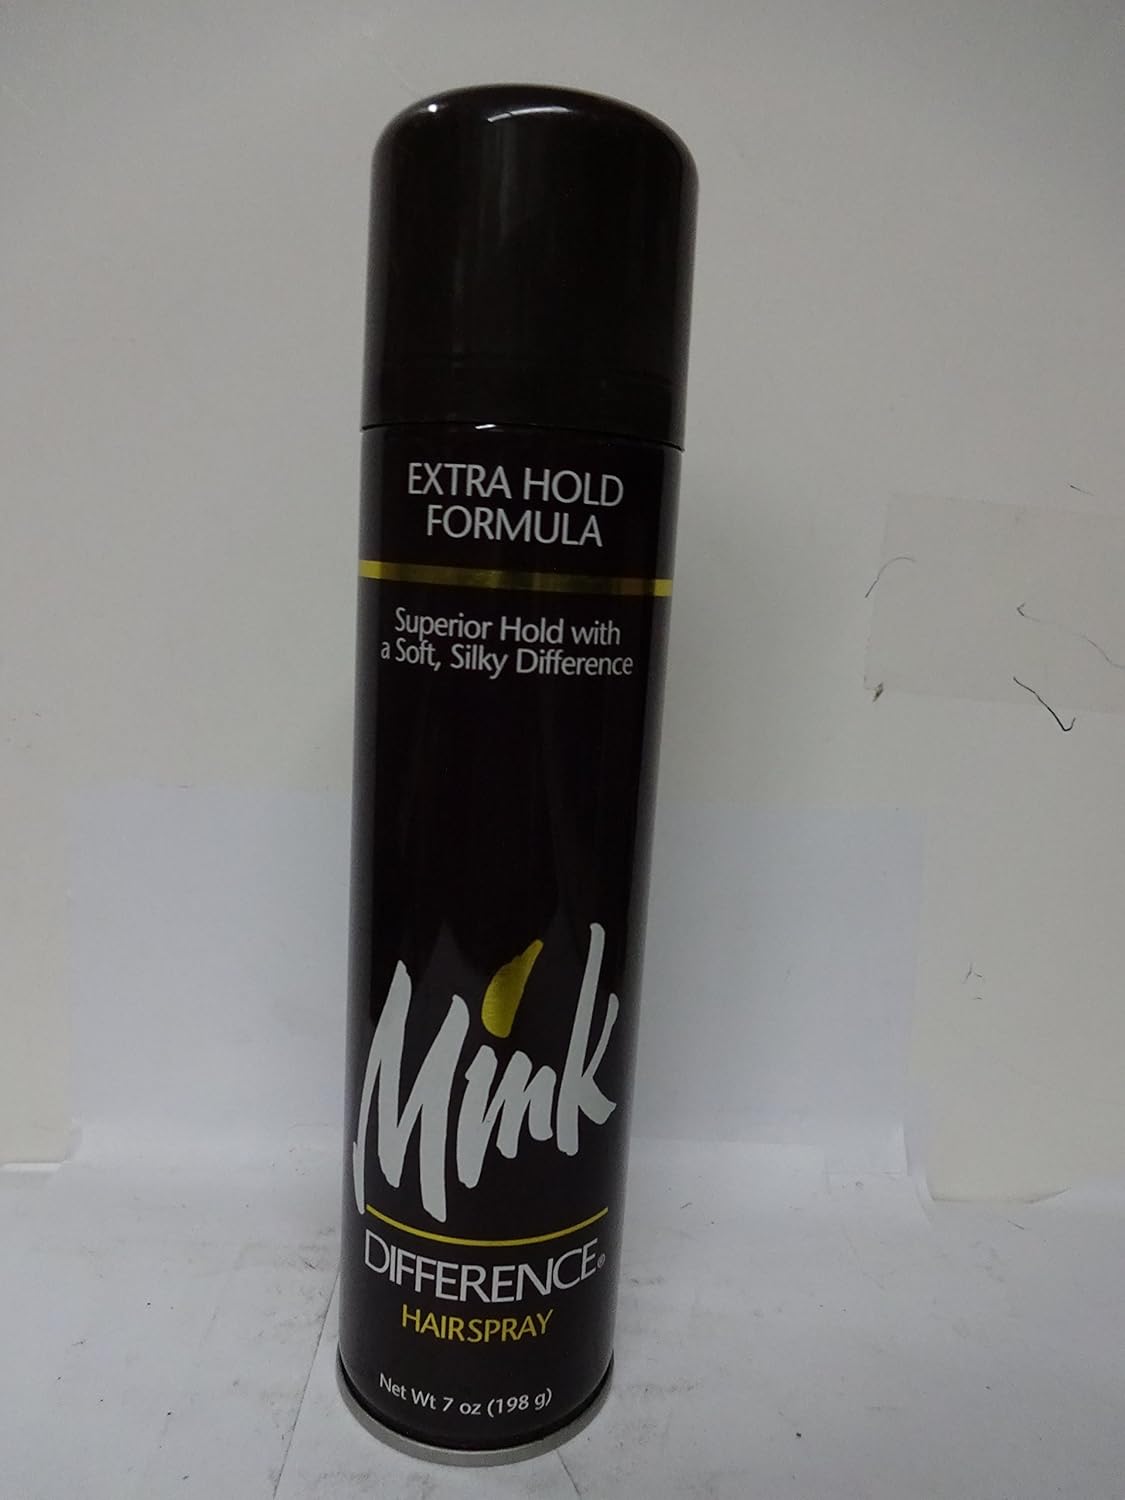 EXTRA HOLD
FORMULA
Superior Hold with
a Soft, Silky Difference
Mink
DIFFERENCE®
HAIRSPRAY
Net Wt 7 oz (198 g)